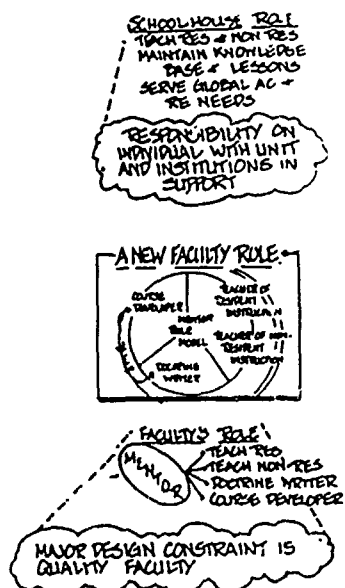 SCHOOLHOUSE ROLE
TEACH RES & NON RES
MAINTAIN KNOWLEDGE
BASE & LESSONS
SERVE GLOBAL AC &
RE NEEDS
RESPONSIBILITY ON
INDIVIDUAL WITH UNIT
AND INSTITUTIONS IN
SUPPORT
A NEW FACULTY ROLE
COURSE
DEVELOPER
MENTOR
ROLE
MODEL
TEACHER OF
RESIDENT
INSTRUCTION
TEACHER OF NON-
RESIDENT
INSTRUCTION
DOCTRINE
WRITER
FACULTY'S ROLE
MENTOR
TEACH RES
TEACH NON RES
DOCTRINE WRITER
COURSE DEVELOPER
MAJOR DESIGN CONSTRAINT IS
QUALITY FACULTY